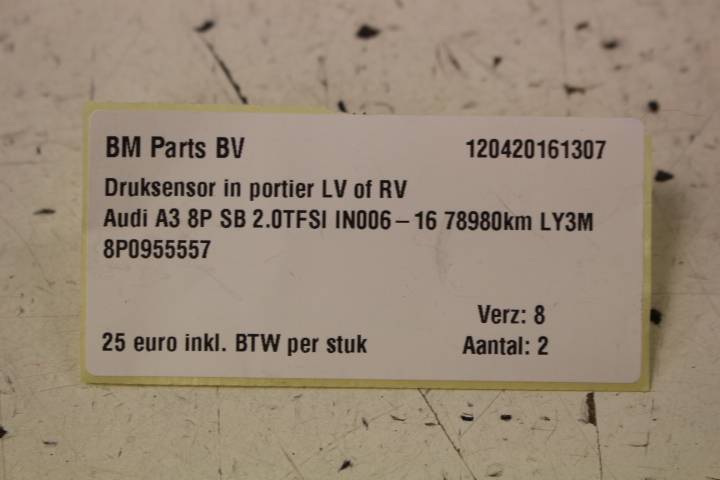 BM Parts BV 120420161307
Druksensor in portier LV of RV
Audi A3 8P SB 2.0TFSI IN006-16 78980km LY3M
8P0955557
Verz: 8
25 euro inkl. BTW per stuk Aantal: 2